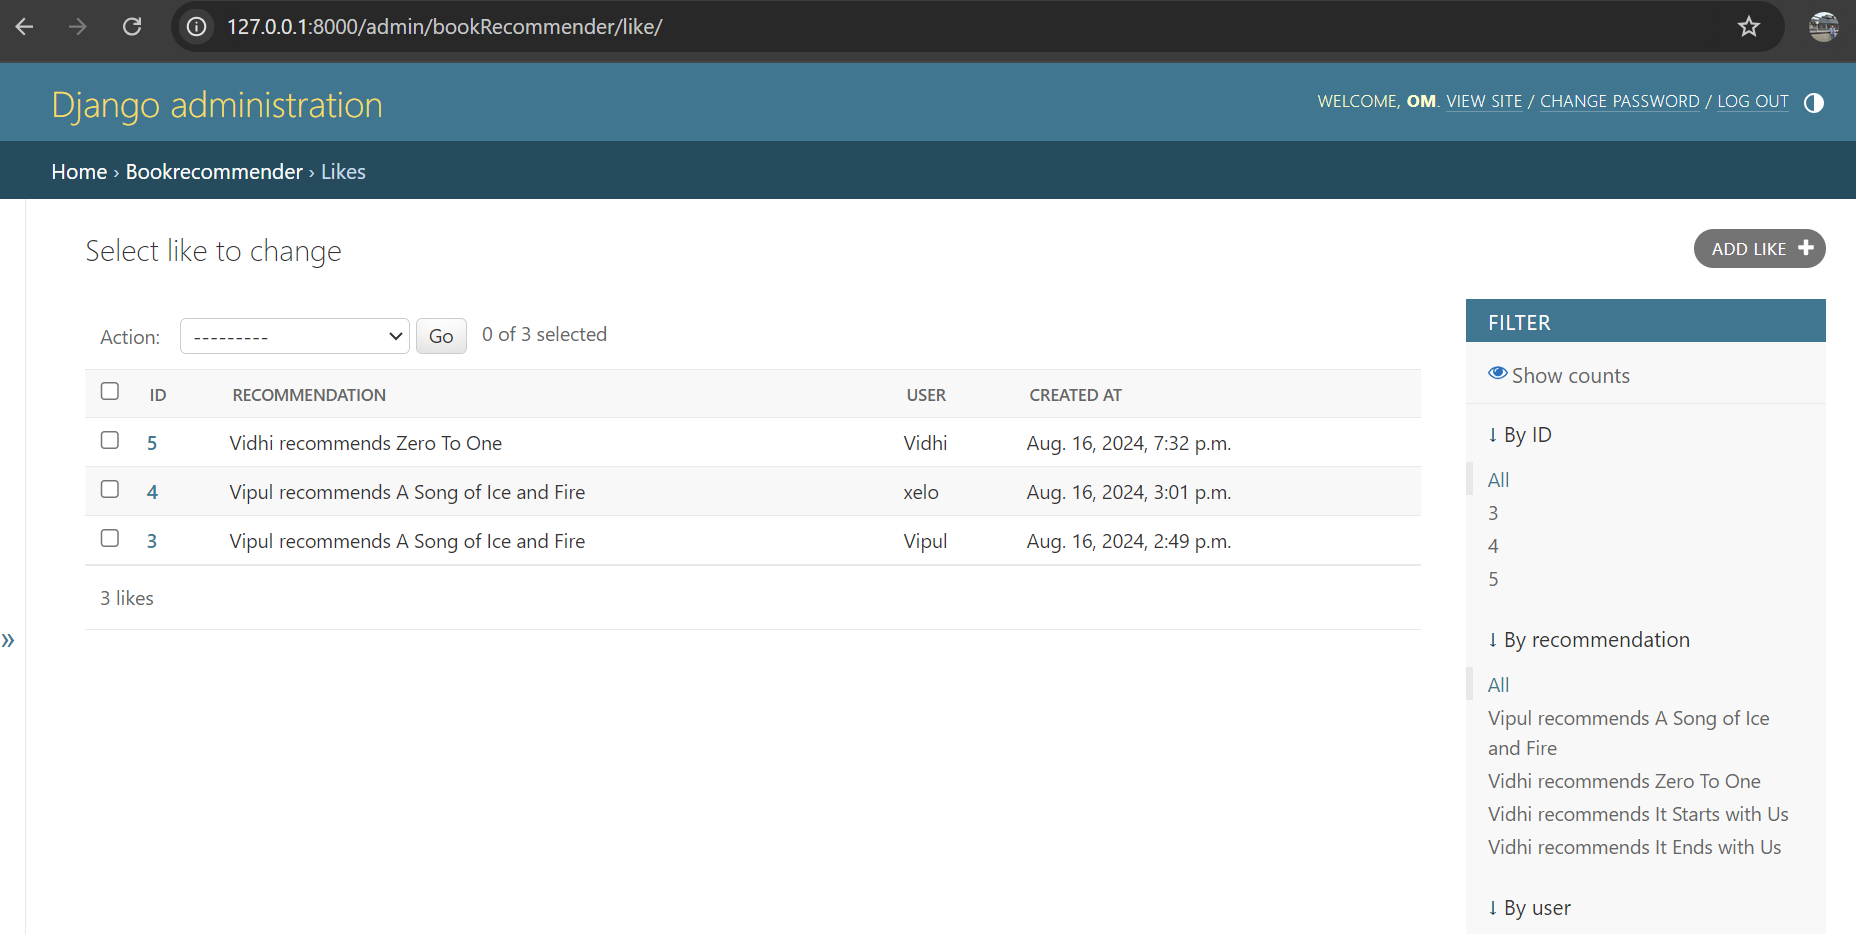 127.0.0.1:8000/admin/bookRecommender/like/
Django administration
WELCOME, OM. VIEW SITE / CHANGE PASSWORD / LOG OUT
Home › Bookrecommender › Likes
Select like to change
ADD LIKE
Action: --------- Go 0 of 3 selected
ID RECOMMENDATION USER CREATED AT
5 Vidhi recommends Zero To One Vidhi Aug. 16, 2024, 7:32 p.m.
4 Vipul recommends A Song of Ice and Fire xelo Aug. 16, 2024, 3:01 p.m.
3 Vipul recommends A Song of Ice and Fire Vipul Aug. 16, 2024, 2:49 p.m.
3 likes
»
FILTER
Show counts
↓ By ID
All
3
4
5
↓ By recommendation
All
Vipul recommends A Song of Ice
and Fire
Vidhi recommends Zero To One
Vidhi recommends It Starts with Us
Vidhi recommends It Ends with Us
↓ By user